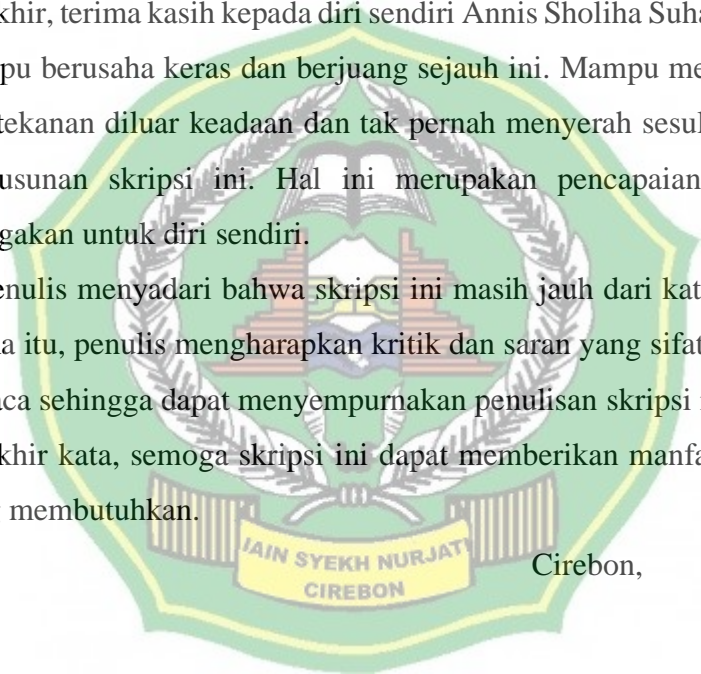 khir, terima kasih kepada diri sendiri Annis Sholiha Suha
pu berusaha keras dan berjuang sejauh ini. Mampu me
tekanan diluar keadaan dan tak pernah menyerah sesul
usunan skripsi ini. Hal ini merupakan pencapaian
gakan untuk diri sendiri.
enulis menyadari bahwa skripsi ini masih jauh dari kat
a itu, penulis mengharapkan kritik dan saran yang sifat
aca sehingga dapat menyempurnakan penulisan skripsi
khir kata, semoga skripsi ini dapat memberikan manfa
membutuhkan.
IAIN SYEKH NURJATI
CIREBON
Cirebon,